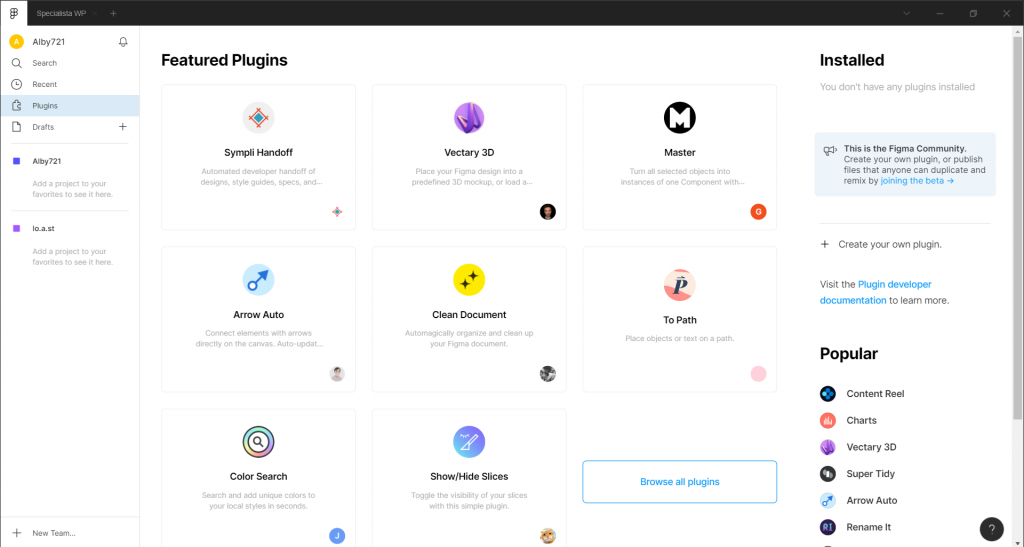 Specialista WP
A
Alby721
Search
Recent
Plugins
Drafts
Alby721
Add a project to your
favorites to see it here.
lo.a.st
Add a project to your
favorites to see it here.
New Team...
Featured Plugins
Sympli Handoff
Automated developer handoff of
designs, style guides, specs, and...
Vectary 3D
Place your Figma design into a
predefined 3D mockup, or load a...
Master
Turn all selected objects into
instances of one Component with...
G
Arrow Auto
Connect elements with arrows
directly on the canvas. Auto-updat...
Clean Document
Automagically organize and clean up
your Figma document.
P
To Path
Place objects or text on a path.
Color Search
Search and add unique colors to
your local styles in seconds.
J
Show/Hide Slices
Toggle the visibility of your slices
with this simple plugin.
Browse all plugins
Installed
You don't have any plugins installed
This is the Figma Community.
Create your own plugin, or publish
files that anyone can duplicate and
remix by joining the beta →
Create your own plugin.
Visit the Plugin developer
documentation to learn more.
Popular
Content Reel
Charts
Vectary 3D
Super Tidy
Arrow Auto
RI
Rename It
?